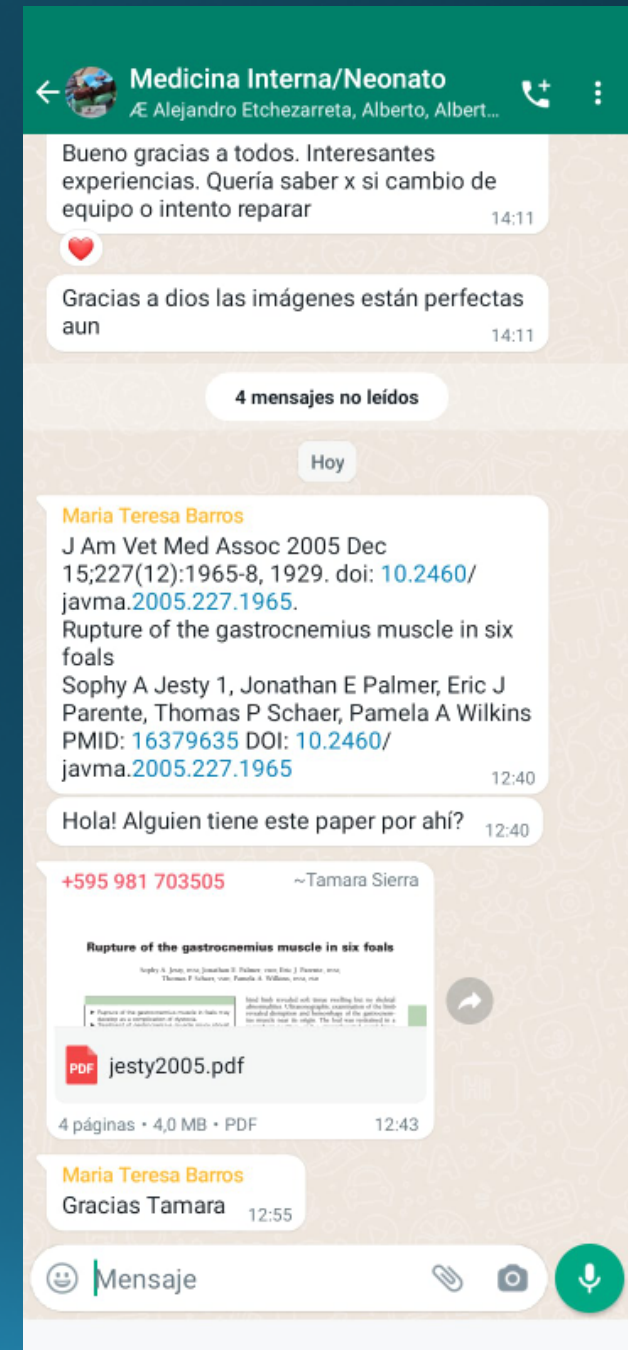 Medicina Interna/Neonato
Æ Alejandro Etchezarreta, Alberto, Albert...
Bueno gracias a todos. Interesantes
experiencias. Quería saber x si cambio de
equipo o intento reparar
14:11
Gracias a dios las imágenes están perfectas
aun
14:11
4 mensajes no leídos
Hoy
Maria Teresa Barros
J Am Vet Med Assoc 2005 Dec
15;227(12):1965-8, 1929. doi: 10.2460/
javma.2005.227.1965.
Rupture of the gastrocnemius muscle in six
foals
Sophy A Jesty 1, Jonathan E Palmer, Eric J
Parente, Thomas P Schaer, Pamela A Wilkins
PMID: 16379635 DOI: 10.2460/
javma.2005.227.1965
12:40
Hola! Alguien tiene este paper por ahí? 12:40
+595 981 703505 ~Tamara Sierra
Rupture of the gastrocnemius muscle in six foals
PDF jesty2005.pdf
4 páginas • 4,0 MB • PDF 12:43
Maria Teresa Barros
Gracias Tamara 12:55
Mensaje